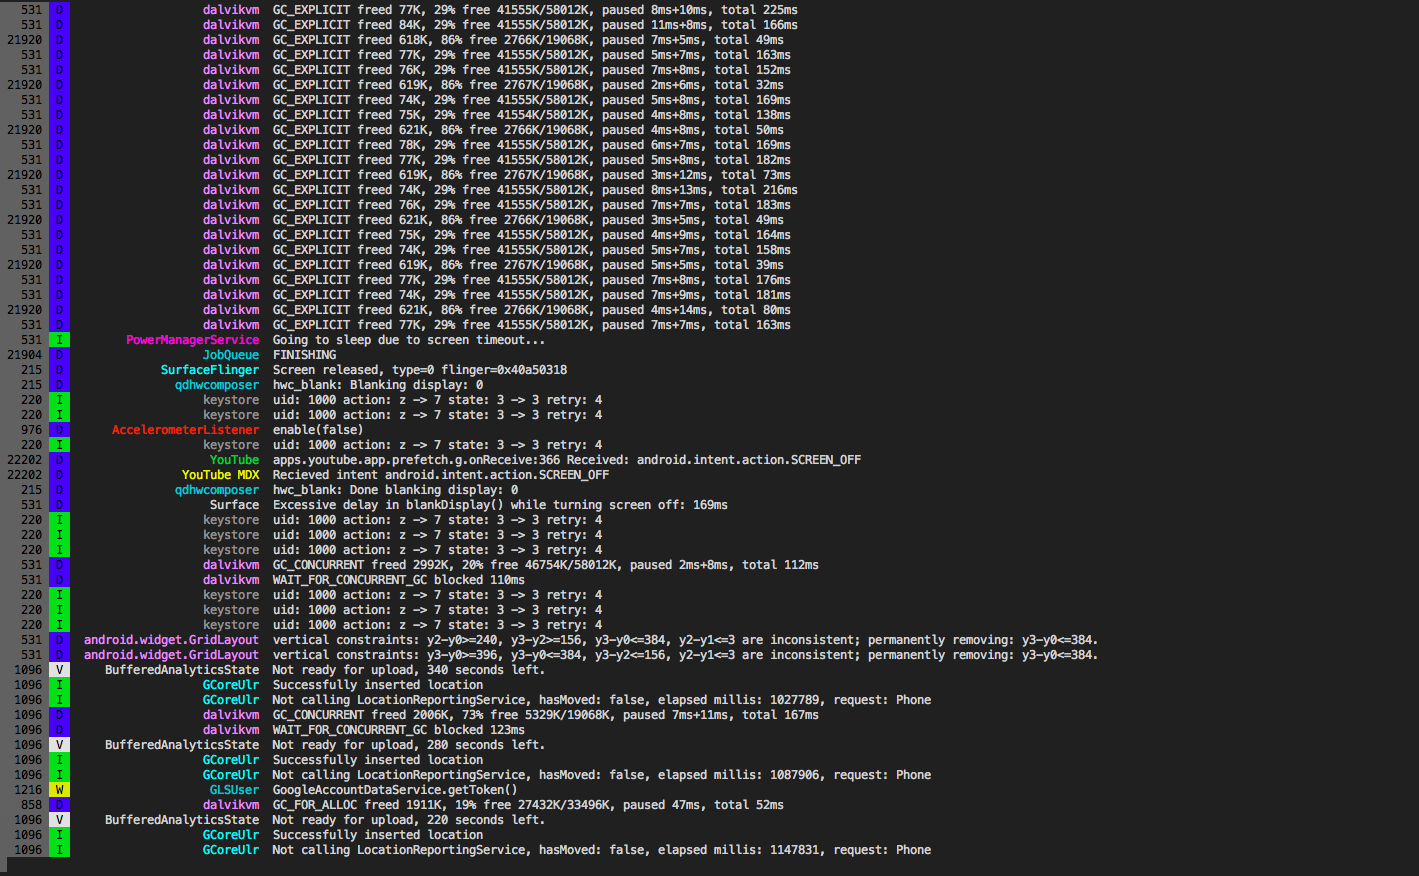 531 D dalvikvm GC_EXPLICIT freed 77K, 29% free 41555K/58012K, paused 8ms+10ms, total 225ms
531 D dalvikvm GC_EXPLICIT freed 84K, 29% free 41555K/58012K, paused 11ms+8ms, total 166ms
21920 D dalvikvm GC_EXPLICIT freed 618K, 86% free 2766K/19068K, paused 7ms+5ms, total 49ms
531 D dalvikvm GC_EXPLICIT freed 77K, 29% free 41555K/58012K, paused 5ms+7ms, total 163ms
531 D dalvikvm GC_EXPLICIT freed 76K, 29% free 41555K/58012K, paused 7ms+8ms, total 152ms
21920 D dalvikvm GC_EXPLICIT freed 619K, 86% free 2767K/19068K, paused 2ms+6ms, total 32ms
531 D dalvikvm GC_EXPLICIT freed 74K, 29% free 41555K/58012K, paused 5ms+8ms, total 169ms
531 D dalvikvm GC_EXPLICIT freed 75K, 29% free 41554K/58012K, paused 4ms+8ms, total 138ms
21920 D dalvikvm GC_EXPLICIT freed 621K, 86% free 2766K/19068K, paused 4ms+8ms, total 50ms
531 D dalvikvm GC_EXPLICIT freed 78K, 29% free 41555K/58012K, paused 6ms+7ms, total 169ms
531 D dalvikvm GC_EXPLICIT freed 77K, 29% free 41555K/58012K, paused 5ms+8ms, total 182ms
21920 D dalvikvm GC_EXPLICIT freed 619K, 86% free 2767K/19068K, paused 3ms+12ms, total 73ms
531 D dalvikvm GC_EXPLICIT freed 74K, 29% free 41555K/58012K, paused 8ms+13ms, total 216ms
531 D dalvikvm GC_EXPLICIT freed 76K, 29% free 41555K/58012K, paused 7ms+7ms, total 183ms
21920 D dalvikvm GC_EXPLICIT freed 621K, 86% free 2766K/19068K, paused 3ms+5ms, total 49ms
531 D dalvikvm GC_EXPLICIT freed 75K, 29% free 41555K/58012K, paused 4ms+9ms, total 164ms
531 D dalvikvm GC_EXPLICIT freed 74K, 29% free 41555K/58012K, paused 5ms+7ms, total 158ms
21920 D dalvikvm GC_EXPLICIT freed 619K, 86% free 2767K/19068K, paused 5ms+5ms, total 39ms
531 D dalvikvm GC_EXPLICIT freed 77K, 29% free 41555K/58012K, paused 7ms+8ms, total 176ms
531 D dalvikvm GC_EXPLICIT freed 74K, 29% free 41555K/58012K, paused 7ms+9ms, total 181ms
21920 D dalvikvm GC_EXPLICIT freed 621K, 86% free 2766K/19068K, paused 4ms+14ms, total 80ms
531 D dalvikvm GC_EXPLICIT freed 77K, 29% free 41555K/58012K, paused 7ms+7ms, total 163ms
531 I PowerManagerService Going to sleep due to screen timeout...
21904 D JobQueue FINISHING
215 D SurfaceFlinger Screen released, type=0 flinger=0x40a50318
215 D qdhwcomposer hwc_blank: Blanking display: 0
220 I keystore uid: 1000 action: z -> 7 state: 3 -> 3 retry: 4
220 I keystore uid: 1000 action: z -> 7 state: 3 -> 3 retry: 4
976 D AccelerometerListener enable(false)
220 I keystore uid: 1000 action: z -> 7 state: 3 -> 3 retry: 4
22202 D YouTube apps.youtube.app.prefetch.g.onReceive:366 Received: android.intent.action.SCREEN_OFF
22202 D YouTube MDX Recieved intent android.intent.action.SCREEN_OFF
215 D qdhwcomposer hwc_blank: Done blanking display: 0
531 D Surface Excessive delay in blankDisplay() while turning screen off: 169ms
220 I keystore uid: 1000 action: z -> 7 state: 3 -> 3 retry: 4
220 I keystore uid: 1000 action: z -> 7 state: 3 -> 3 retry: 4
220 I keystore uid: 1000 action: z -> 7 state: 3 -> 3 retry: 4
531 D dalvikvm GC_CONCURRENT freed 2992K, 20% free 46754K/58012K, paused 2ms+8ms, total 112ms
531 D dalvikvm WAIT_FOR_CONCURRENT_GC blocked 110ms
220 I keystore uid: 1000 action: z -> 7 state: 3 -> 3 retry: 4
220 I keystore uid: 1000 action: z -> 7 state: 3 -> 3 retry: 4
220 I keystore uid: 1000 action: z -> 7 state: 3 -> 3 retry: 4
531 D android.widget.GridLayout vertical constraints: y2-y0>=240, y3-y2>=156, y3-y0<=384, y2-y1<=3 are inconsistent; permanently removing: y3-y0<=384.
531 D android.widget.GridLayout vertical constraints: y3-y0>=396, y3-y0<=384, y3-y2<=156, y2-y1<=3 are inconsistent; permanently removing: y3-y0<=384.
1096 V BufferedAnalyticsState Not ready for upload, 340 seconds left.
1096 I GCoreUlr Successfully inserted location
1096 I GCoreUlr Not calling LocationReportingService, hasMoved: false, elapsed millis: 1027789, request: Phone
1096 D dalvikvm GC_CONCURRENT freed 2006K, 73% free 5329K/19068K, paused 7ms+11ms, total 167ms
1096 D dalvikvm WAIT_FOR_CONCURRENT_GC blocked 123ms
1096 V BufferedAnalyticsState Not ready for upload, 280 seconds left.
1096 I GCoreUlr Successfully inserted location
1096 I GCoreUlr Not calling LocationReportingService, hasMoved: false, elapsed millis: 1087906, request: Phone
1216 W GLSUser GoogleAccountDataService.getToken()
858 D dalvikvm GC_FOR_ALLOC freed 1911K, 19% free 27432K/33496K, paused 47ms, total 52ms
1096 V BufferedAnalyticsState Not ready for upload, 220 seconds left.
1096 I GCoreUlr Successfully inserted location
1096 I GCoreUlr Not calling LocationReportingService, hasMoved: false, elapsed millis: 1147831, request: Phone